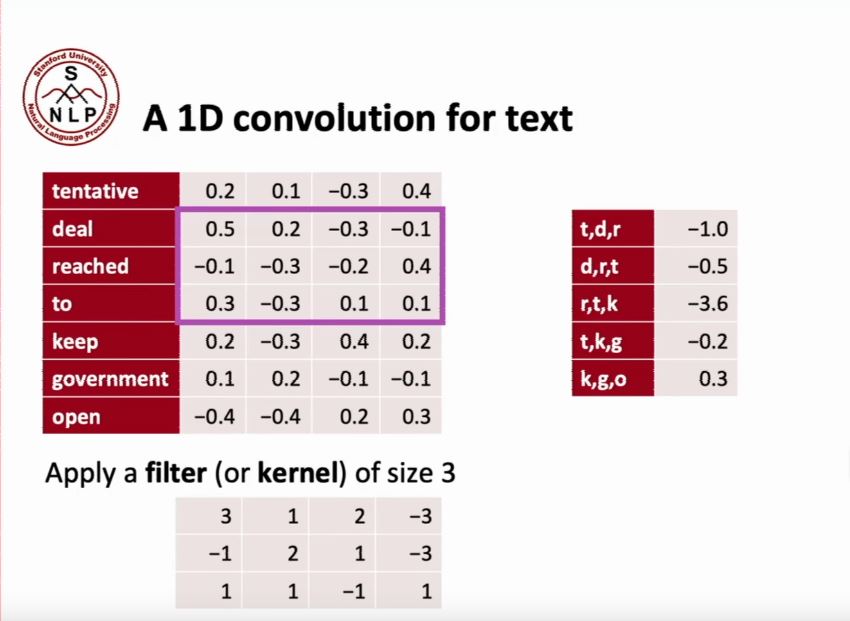 Stanford University
S
NLP
Natural Language Processing
A 1D convolution for text
tentative 0.2 0.1 −0.3 0.4
deal 0.5 0.2 −0.3 −0.1
reached −0.1 −0.3 −0.2 0.4
to 0.3 −0.3 0.1 0.1
keep 0.2 −0.3 0.4 0.2
government 0.1 0.2 −0.1 −0.1
open −0.4 −0.4 0.2 0.3
t,d,r −1.0
d,r,t −0.5
r,t,k −3.6
t,k,g −0.2
k,g,o 0.3
Apply a filter (or kernel) of size 3
3 1 2 −3
−1 2 1 −3
1 1 −1 1